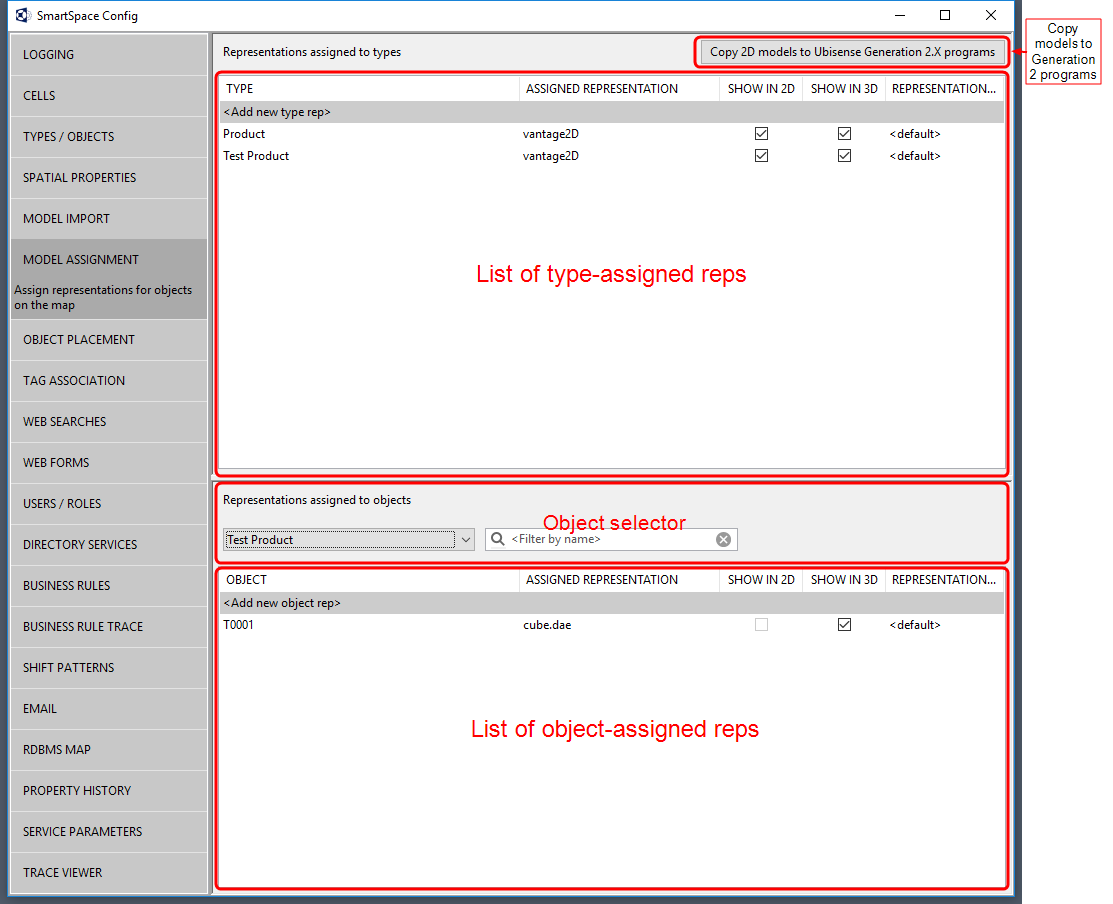 SmartSpace Config
LOGGING
CELLS
TYPES / OBJECTS
SPATIAL PROPERTIES
MODEL IMPORT
MODEL ASSIGNMENT
Assign representations for objects
on the map
OBJECT PLACEMENT
TAG ASSOCIATION
WEB SEARCHES
WEB FORMS
USERS / ROLES
DIRECTORY SERVICES
BUSINESS RULES
BUSINESS RULE TRACE
SHIFT PATTERNS
EMAIL
RDBMS MAP
PROPERTY HISTORY
SERVICE PARAMETERS
TRACE VIEWER
Representations assigned to types
Copy 2D models to Ubisense Generation 2.X programs
Copy
models to
Generation
2 programs
TYPE ASSIGNED REPRESENTATION SHOW IN 2D SHOW IN 3D REPRESENTATION...
<Add new type rep>
Product vantage2D <default>
Test Product vantage2D <default>
List of type-assigned reps
Representations assigned to objects
Object selector
Test Product <Filter by name>
OBJECT ASSIGNED REPRESENTATION SHOW IN 2D SHOW IN 3D REPRESENTATION...
<Add new object rep>
T0001 cube.dae <default>
List of object-assigned reps